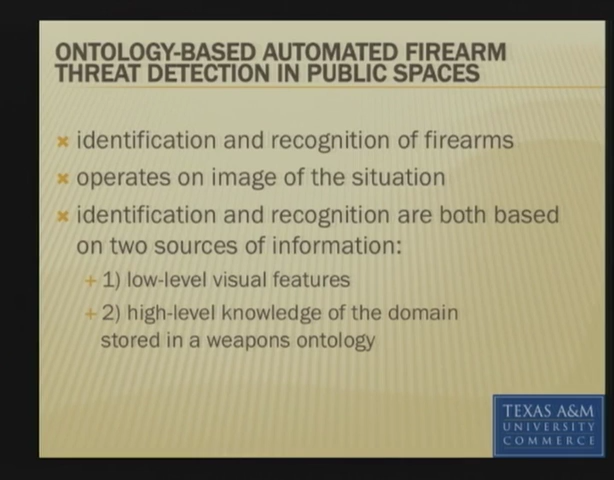 ONTOLOGY-BASED AUTOMATED FIREARM
THREAT DETECTION IN PUBLIC SPACES
identification and recognition of firearms
operates on image of the situation
identification and recognition are both based
on two sources of information:
+ 1) low-level visual features
+ 2) high-level knowledge of the domain
stored in a weapons ontology
TEXAS A&M
UNIVERSITY
COMMERCE